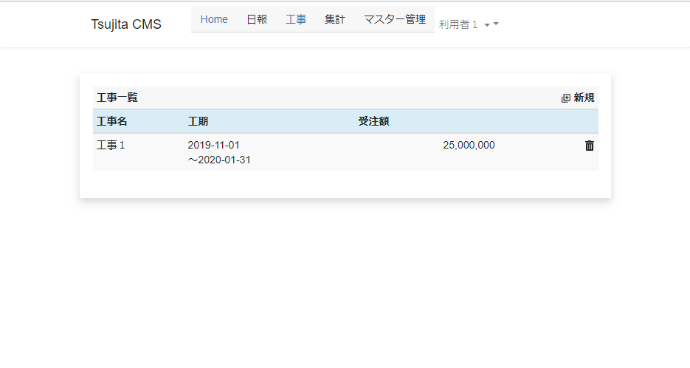 Tsujita CMS Home 日報 工事 集計 マスター管理 利用者1
工事一覧 新規
工事名 工期 受注額
工事1 2019-11-01 25,000,000
～2020-01-31